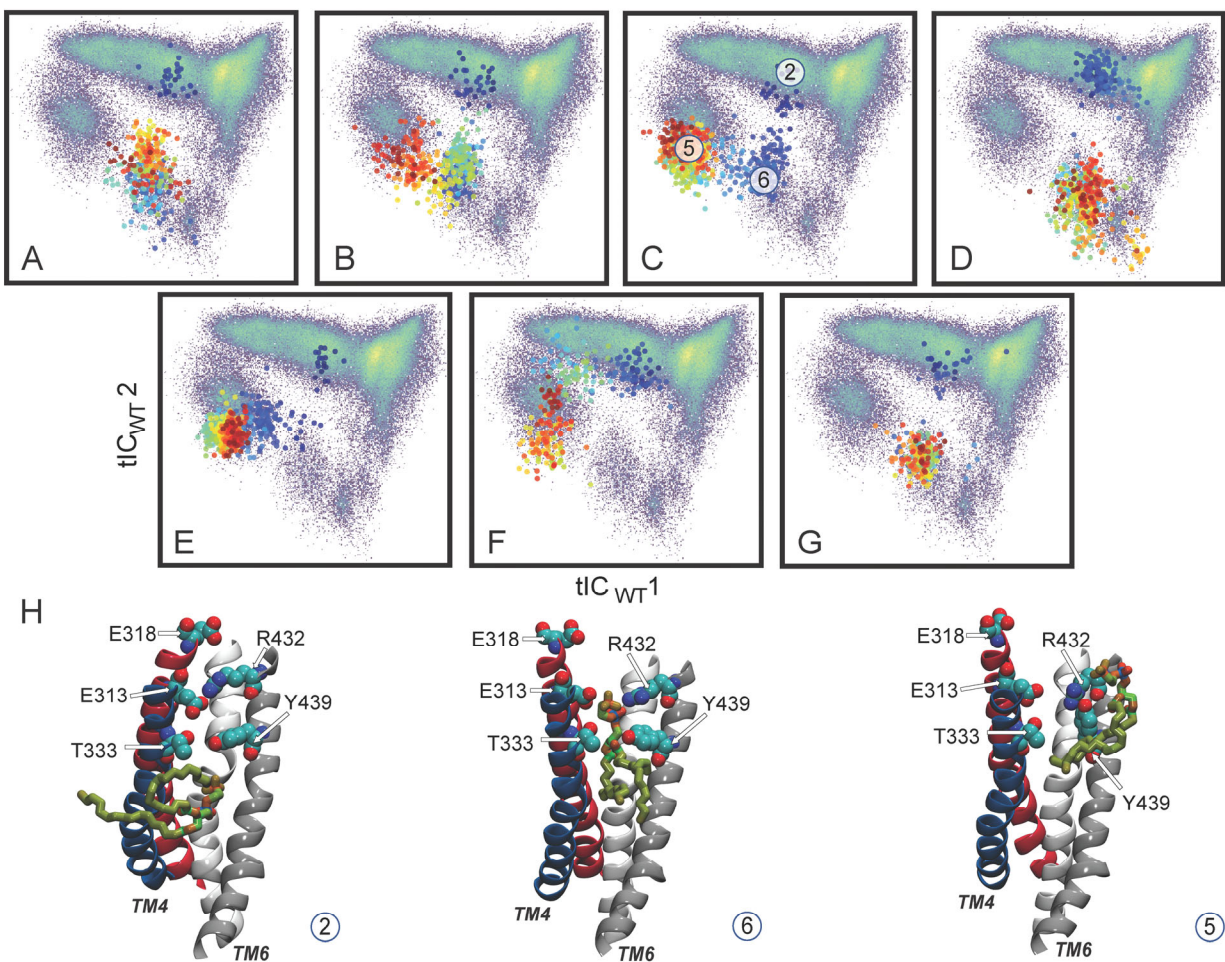 A
B
C
2
5
6
D
E
F
G
tIC WT 2
tIC WT 1
H
E318
R432
E313
Y439
T333
TM4
TM6
2
E318
R432
E313
Y439
T333
TM4
TM6
6
E318
R432
E313
T333
Y439
TM4
TM6
5